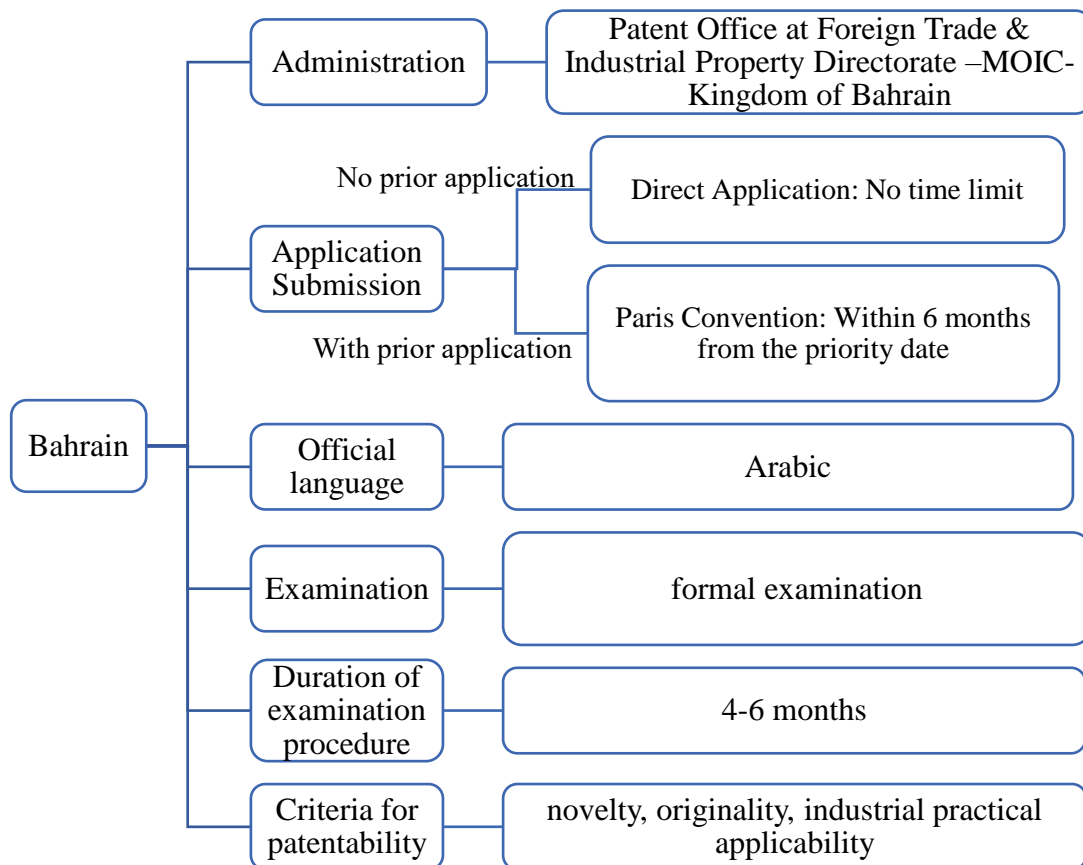 Bahrain
Administration
Patent Office at Foreign Trade &
Industrial Property Directorate –MOIC-
Kingdom of Bahrain
Application
Submission
No prior application
Direct Application: No time limit
With prior application
Paris Convention: Within 6 months
from the priority date
Official
language
Arabic
Examination
formal examination
Duration of
examination
procedure
4-6 months
Criteria for
patentability
novelty, originality, industrial practical
applicability